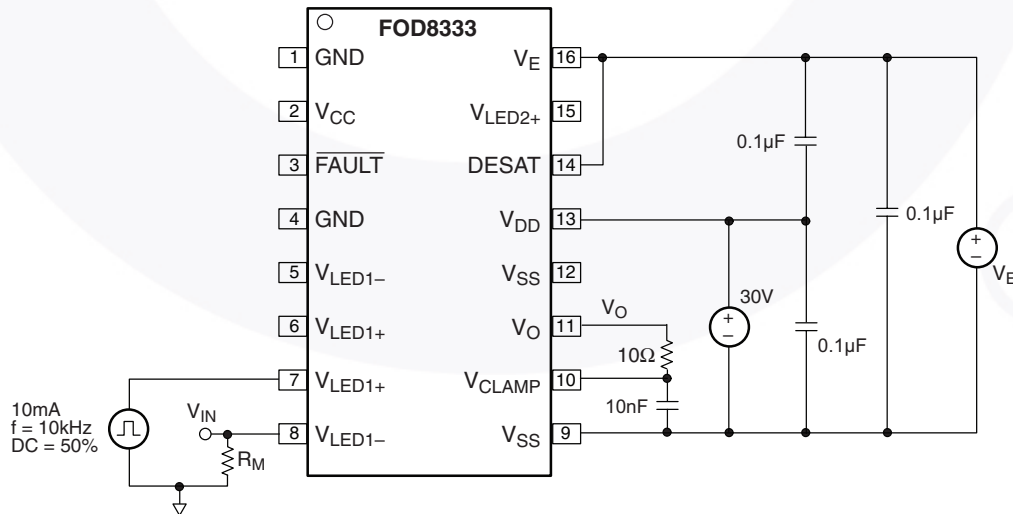 FOD8333
1 GND
2 VCC
3 FAULT
4 GND
5 VLED1–
6 VLED1+
7 VLED1+
8 VLED1–
VE 16
VLED2+ 15
DESAT 14
VDD 13
VSS 12
VO 11
VCLAMP 10
VSS 9
0.1µF
0.1µF
0.1µF
30V
VO
10Ω
10nF
+
–
+
–
10mA
f = 10kHz
DC = 50%
VIN
RM